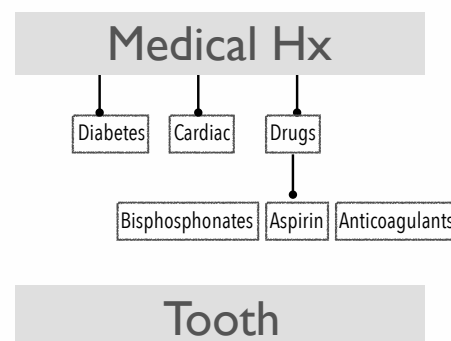 Medical Hx
Diabetes Cardiac Drugs
Bisphosphonates Aspirin Anticoagulants
Tooth